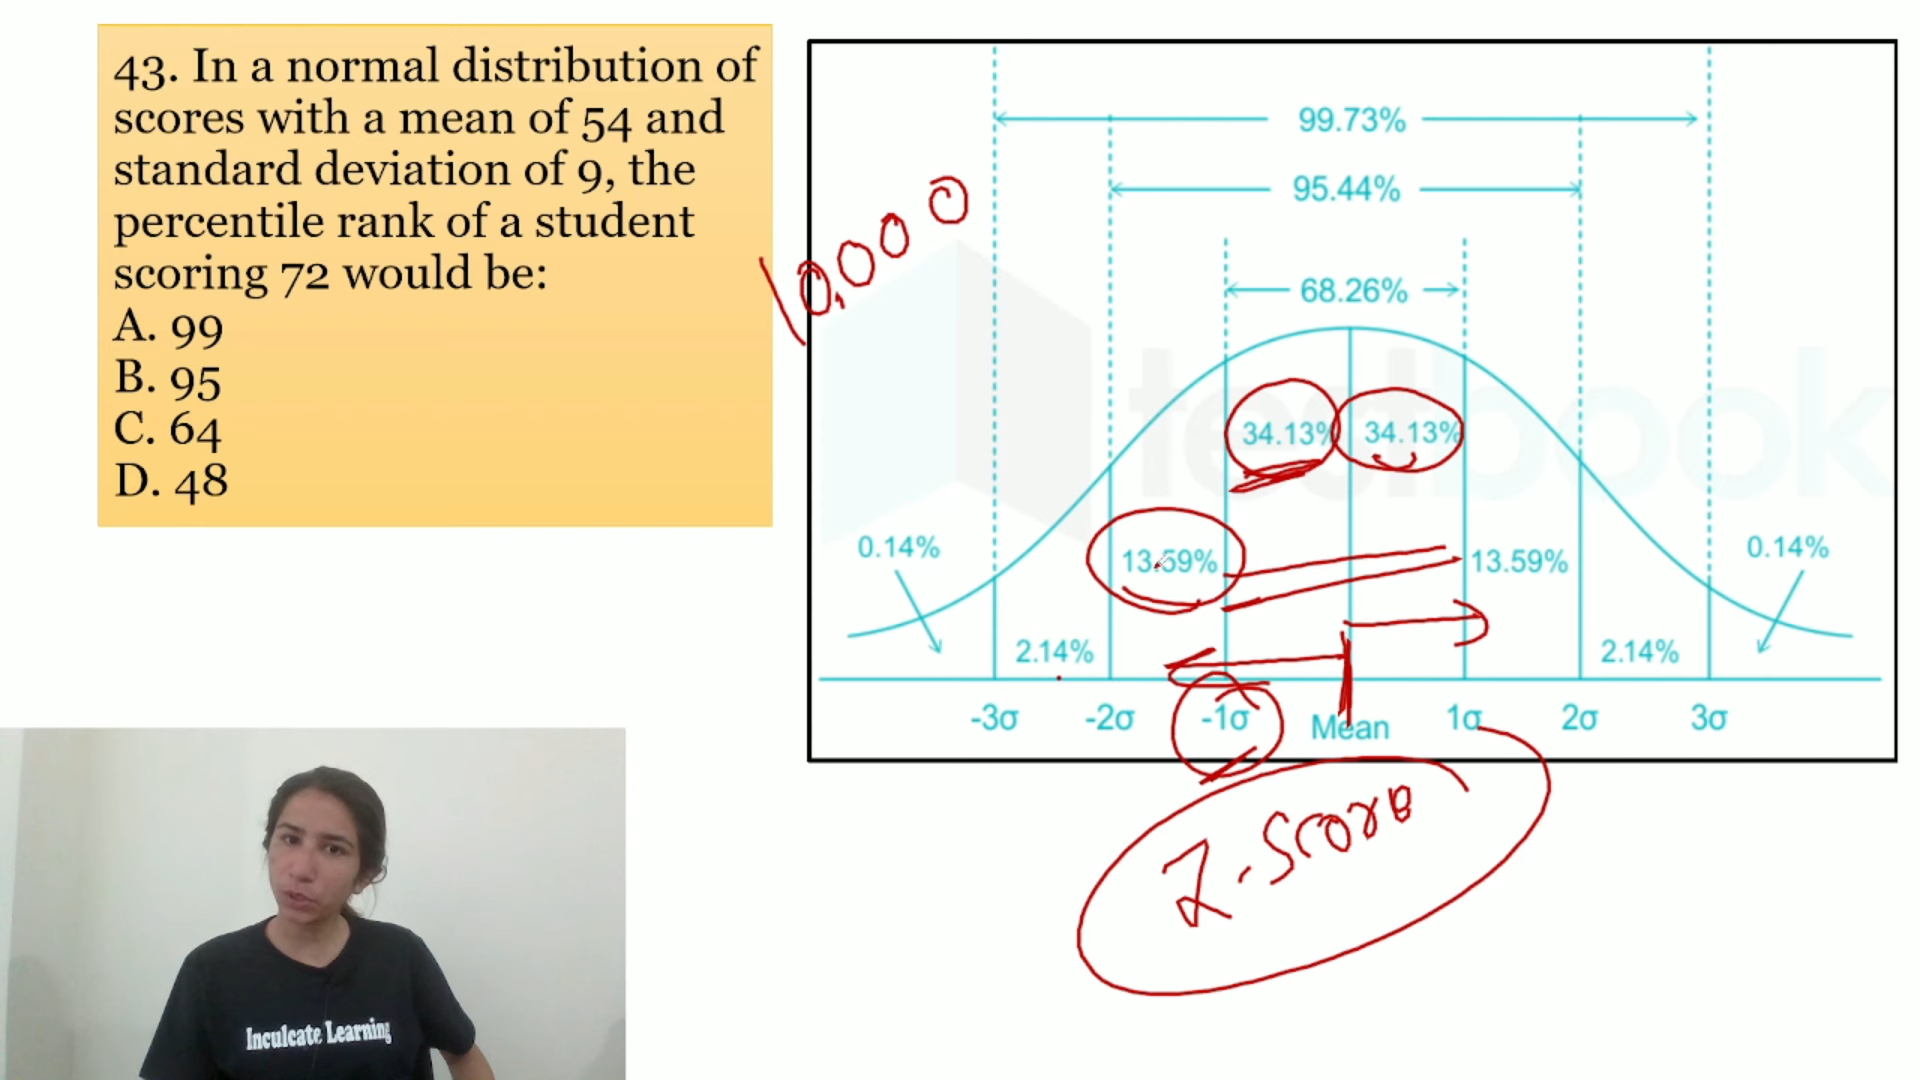 43. In a normal distribution of
scores with a mean of 54 and
standard deviation of 9, the
percentile rank of a student
scoring 72 would be:
A. 99
B. 95
C. 64
D. 48
10,000
99.73%
95.44%
68.26%
testbook
34.13% 34.13%
0.14% 13.59% 13.59% 0.14%
2.14% 2.14%
-3σ -2σ -1σ Mean 1σ 2σ 3σ
Z-Score
Inculcate Learning